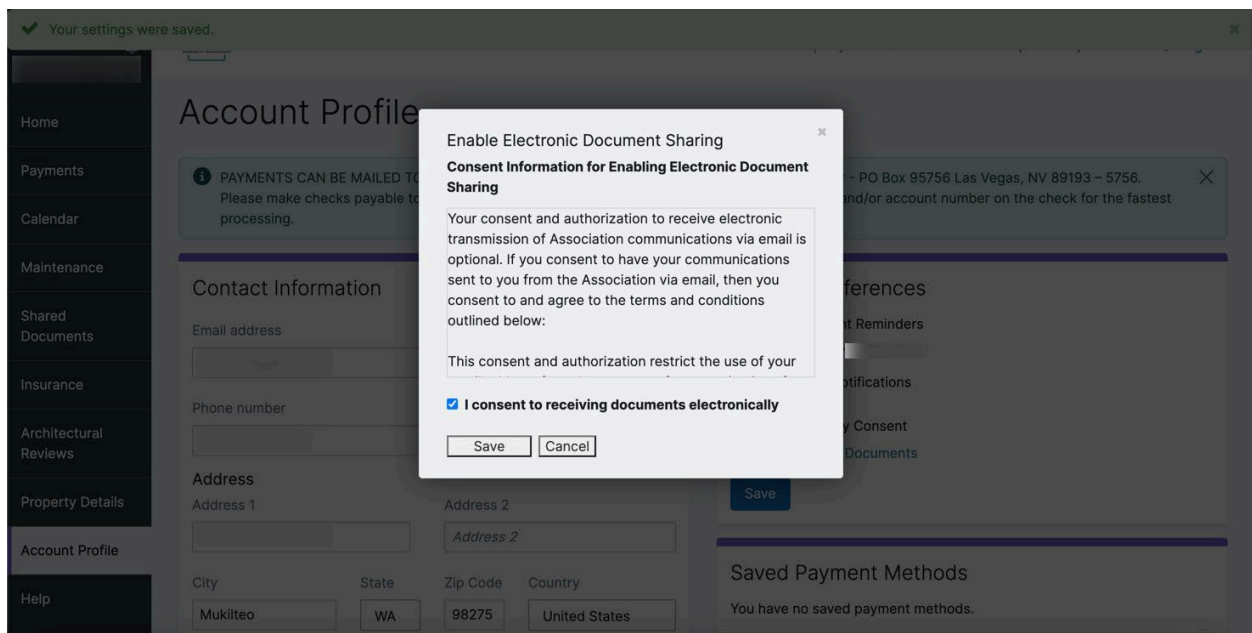 Your settings were saved.
Home
Payments
Calendar
Maintenance
Shared
Documents
Insurance
Architectural
Reviews
Property Details
Account Profile
Help
Account Profile
PAYMENTS CAN BE MAILED TO
- PO Box 95756 Las Vegas, NV 89193 – 5756.
Please make checks payable to
and/or account number on the check for the fastest
processing.
Contact Information
Email address
Phone number
Address
Address 1
Address 2
Address 2
City
State
Zip Code
Country
Mukilteo
WA
98275
United States
Enable Electronic Document Sharing
Consent Information for Enabling Electronic Document
Sharing
Your consent and authorization to receive electronic
transmission of Association communications via email is
optional. If you consent to have your communications
sent to you from the Association via email, then you
consent to and agree to the terms and conditions
outlined below:
This consent and authorization restrict the use of your
I consent to receiving documents electronically
Save
Cancel
Reminders
Consent
Documents
Save
Saved Payment Methods
You have no saved payment methods.